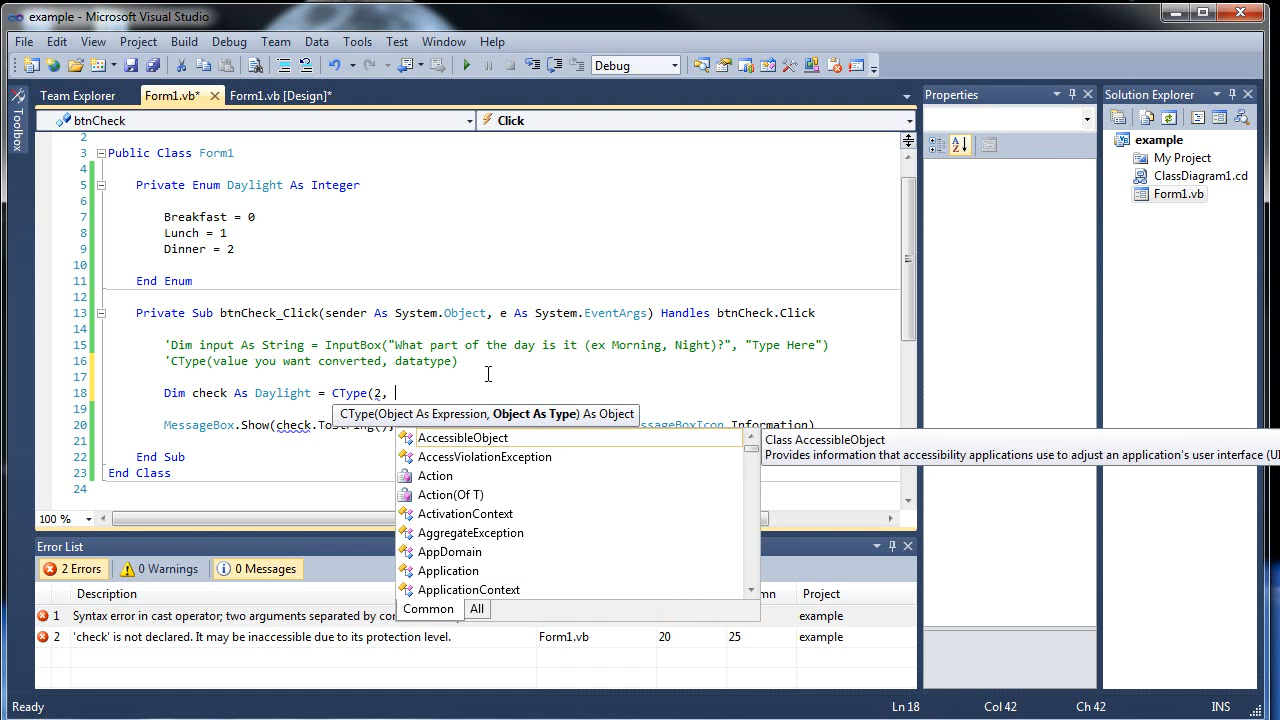 example - Microsoft Visual Studio
File Edit View Project Build Debug Team Data Tools Test Window Help
Debug
Team Explorer Form1.vb* Form1.vb [Design]* Properties Solution Explorer
btnCheck Click
Toolbox
example
My Project
ClassDiagram1.cd
Form1.vb
2
3 Public Class Form1
4
5 Private Enum Daylight As Integer
6
7 Breakfast = 0
8 Lunch = 1
9 Dinner = 2
10
11 End Enum
12
13 Private Sub btnCheck_Click(sender As System.Object, e As System.EventArgs) Handles btnCheck.Click
14
15 'Dim input As String = InputBox("What part of the day is it (ex Morning, Night)?", "Type Here")
16 'CType(value you want converted, datatype)
17
18 Dim check As Daylight = CType(2,
19 CType(Object As Expression, Object As Type) As Object
20 MessageBox.Show(check.ToString(), MessageBoxIcon.Information)
21
22 End Sub
23 End Class
24
AccessibleObject
AccessViolationException
Action
Action(Of T)
ActivationContext
AggregateException
AppDomain
Application
ApplicationContext
Common All
Class AccessibleObject
Provides information that accessibility applications use to adjust an application's user interface (UI
100 %
Error List
2 Errors 0 Warnings 0 Messages
Description Project
1 Syntax error in cast operator; two arguments separated by example
2 'check' is not declared. It may be inaccessible due to its protection level. Form1.vb 20 25 example
Ready Ln 18 Col 42 Ch 42 INS